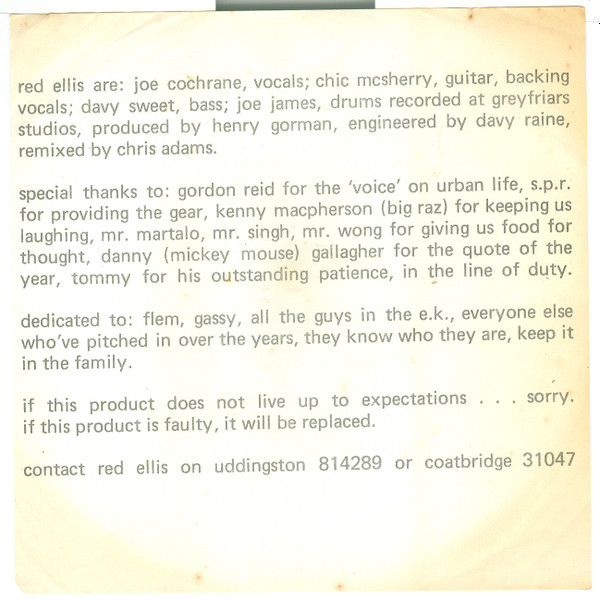 red ellis are: joe cochrane, vocals; chic mcsherry, guitar, backing
vocals; davy sweet, bass; joe james, drums recorded at greyfriars
studios, produced by henry gorman, engineered by davy raine,
remixed by chris adams.
special thanks to: gordon reid for the 'voice' on urban life, s.p.r.
for providing the gear, kenny macpherson (big raz) for keeping us
laughing, mr. martalo, mr. singh, mr. wong for giving us food for
thought, danny (mickey mouse) gallagher for the quote of the
year, tommy for his outstanding patience, in the line of duty.
dedicated to: flem, gassy, all the guys in the e.k., everyone else
who've pitched in over the years, they know who they are, keep it
in the family.
if this product does not live up to expectations . . . sorry.
if this product is faulty, it will be replaced.
contact red ellis on uddingston 814289 or coatbridge 31047